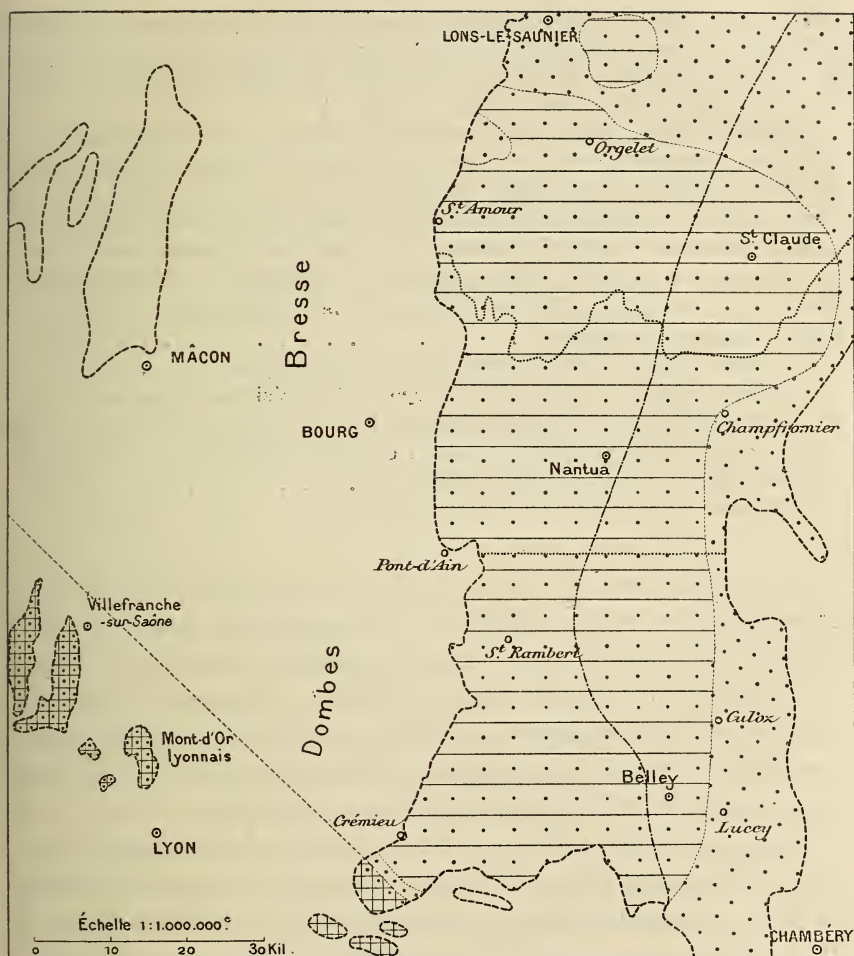 LONS-LE-SAUNIER
Orgelet
St. Amour
St. Claude
Bresse
MÂCON
BOURG
Champfromier
Nantua
Pont-d'Ain
Villefranche
-sur-Saône
St. Rambert
Dombes
Culoz
Mont-d'Or
lyonnais
Belley
Lucey
Crémieu
LYON
Échelle 1:1.000.000.e
0 10 20 30 Kil.
CHAMBÉRY